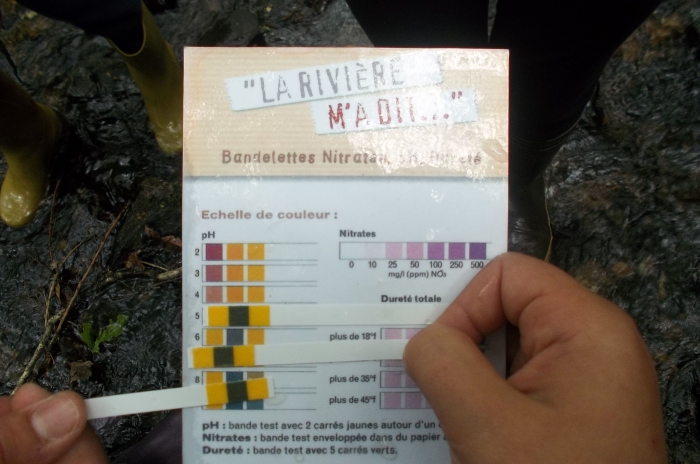 "LA RIVIÈRE
M'A DIT..."
Bandelettes Nitrates, pH, Dureté
Echelle de couleur :
pH
Nitrates
2
0 10 25 50 100 250 500
mg/l (ppm) NO₃
3
4
Dureté totale
5
6
plus de 18°f
8
plus de 35°f
plus de 45°f
pH : bande test avec 2 carrés jaunes autour d'un
Nitrates : bande test enveloppée dans du papier
Dureté : bande test avec 5 carrés verts.